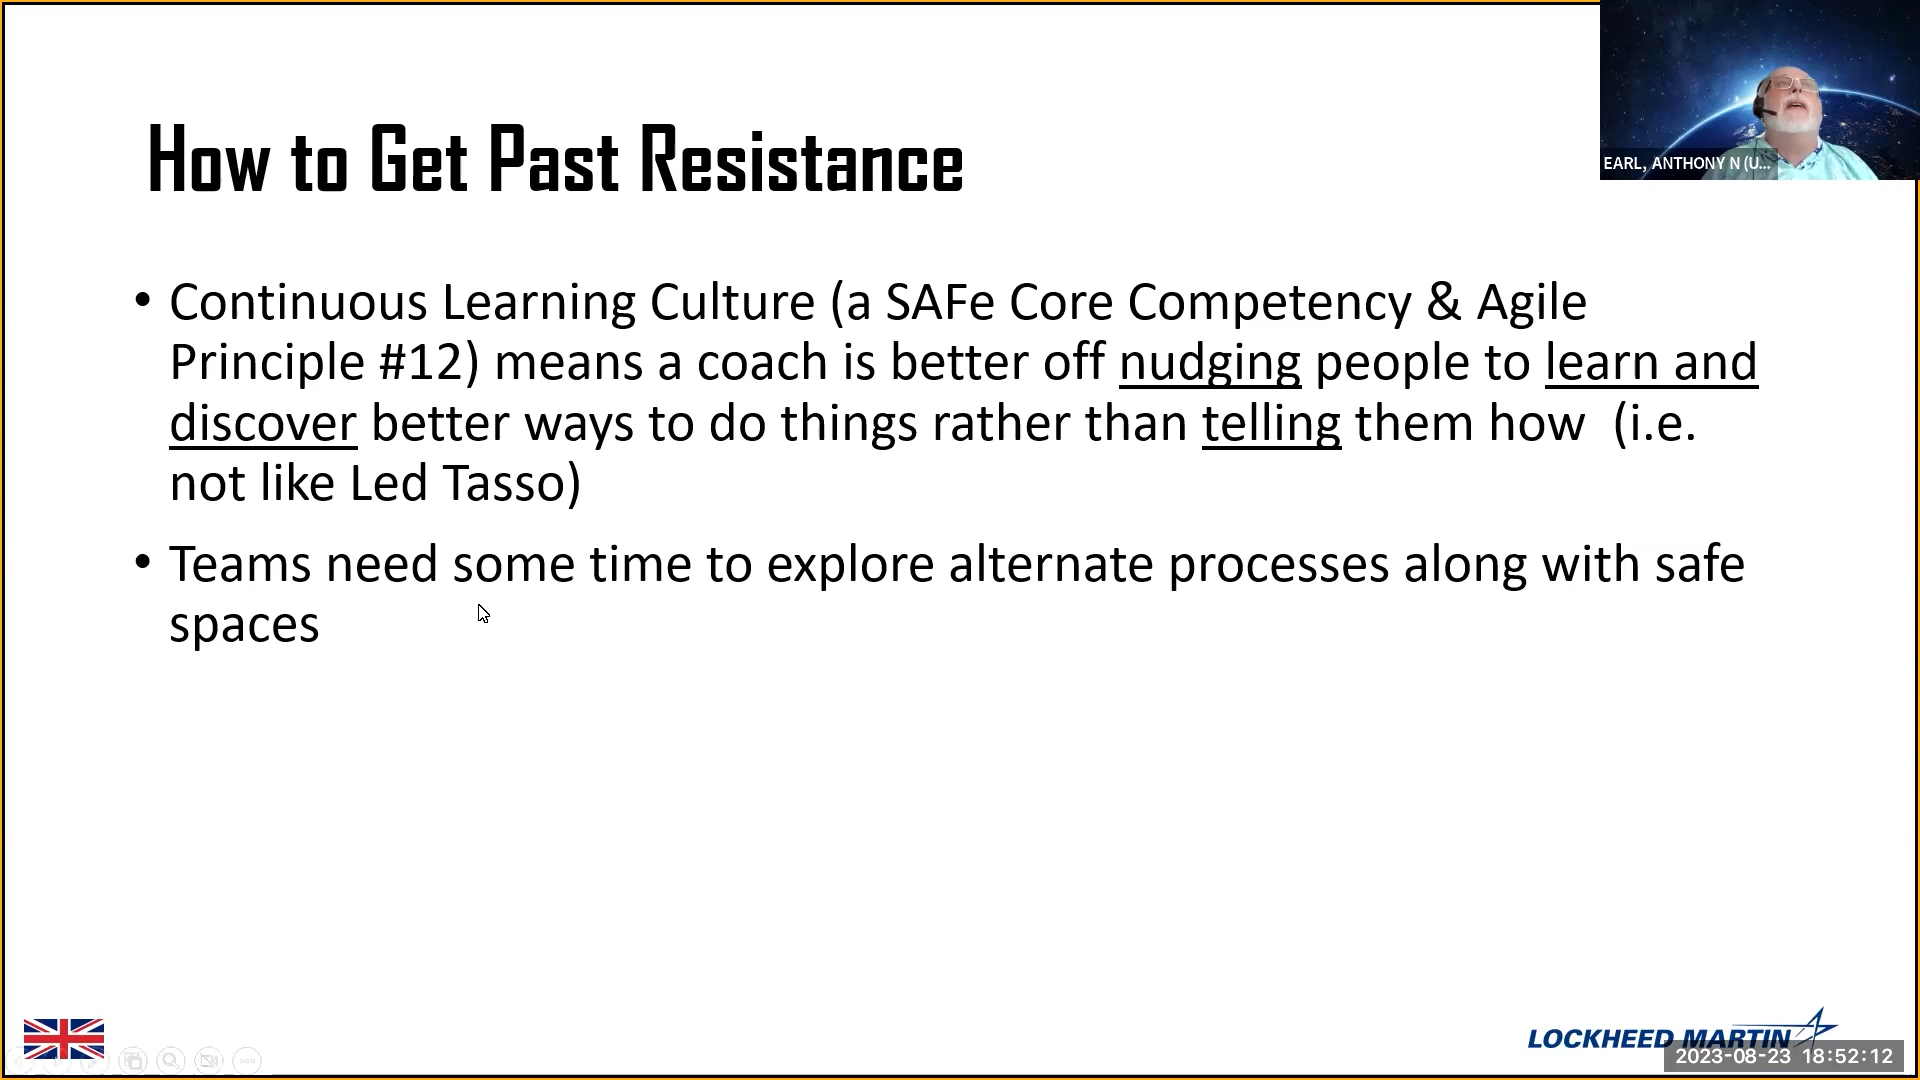 How to Get Past Resistance
EARL, ANTHONY N (U...
• Continuous Learning Culture (a SAFe Core Competency & Agile
Principle #12) means a coach is better off nudging people to learn and
discover better ways to do things rather than telling them how (i.e.
not like Led Tasso)
• Teams need some time to explore alternate processes along with safe
spaces
LOCKHEED MARTIN
2023-08-23 18:52:12